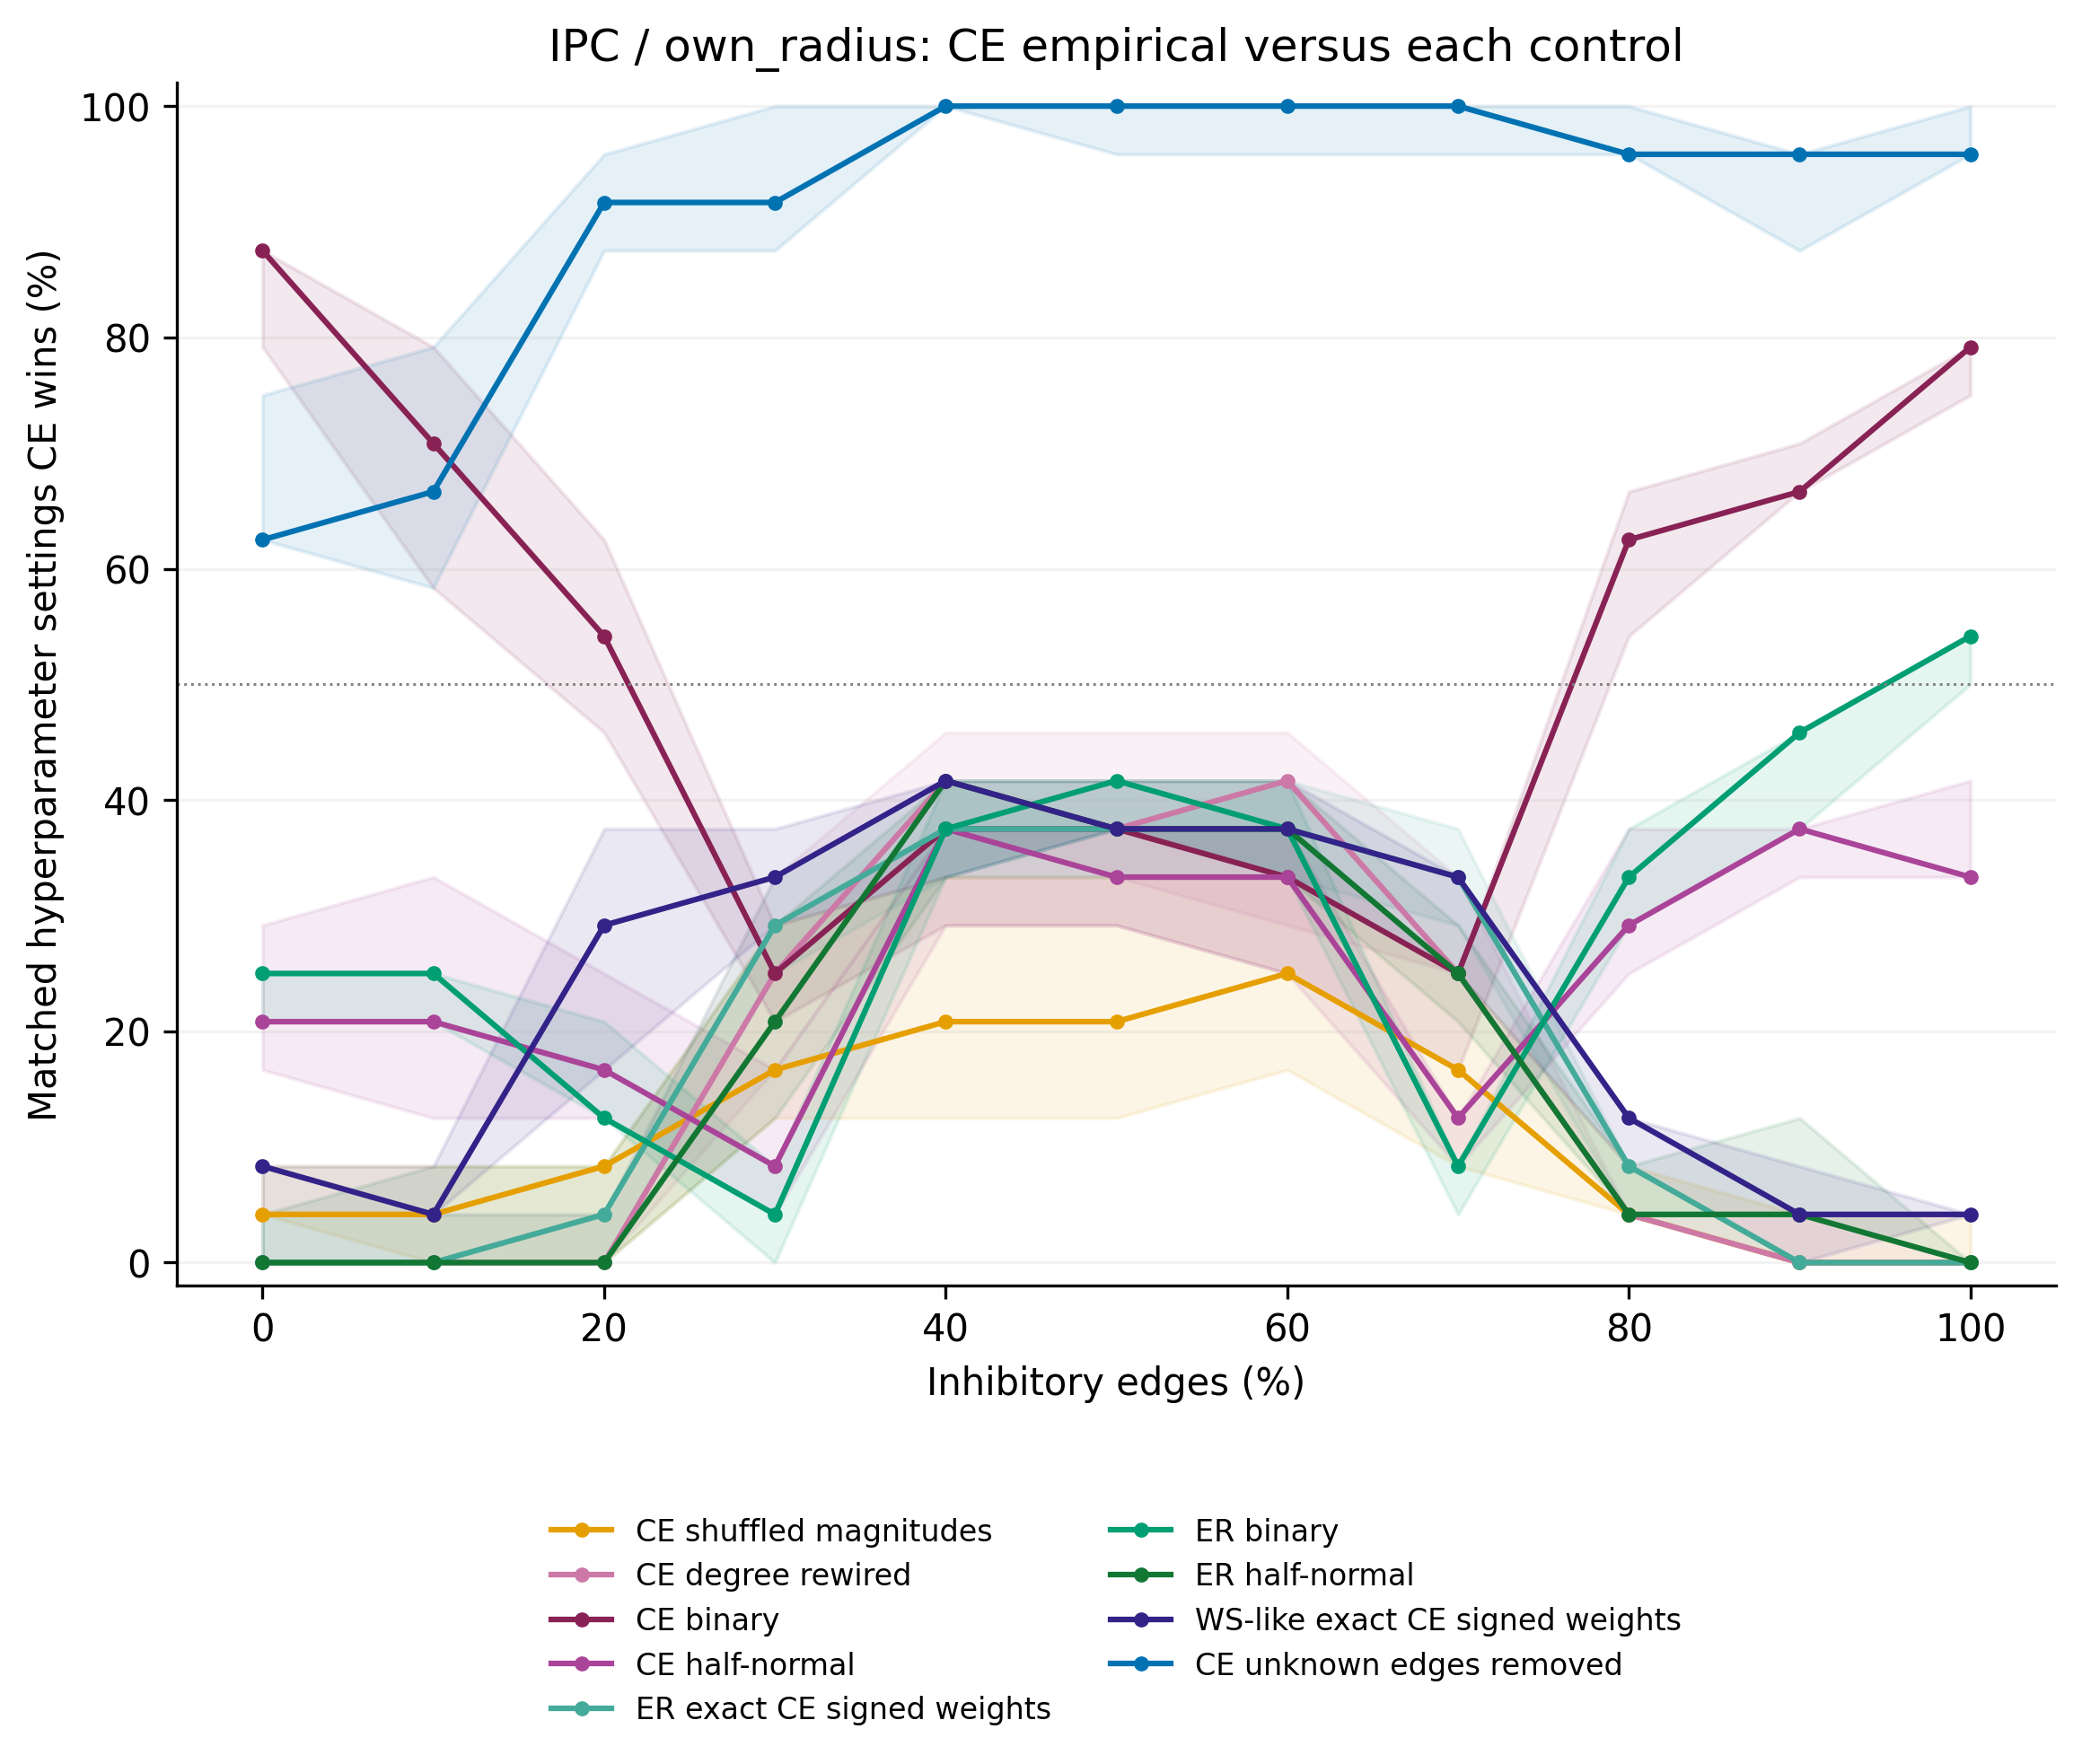 IPC / own_radius: CE empirical versus each control
Matched hyperparameter settings CE wins (%)
100
80
60
40
20
0
0 20 40 60 80 100
Inhibitory edges (%)
CE shuffled magnitudes
CE degree rewired
CE binary
CE half-normal
ER exact CE signed weights
ER binary
ER half-normal
WS-like exact CE signed weights
CE unknown edges removed